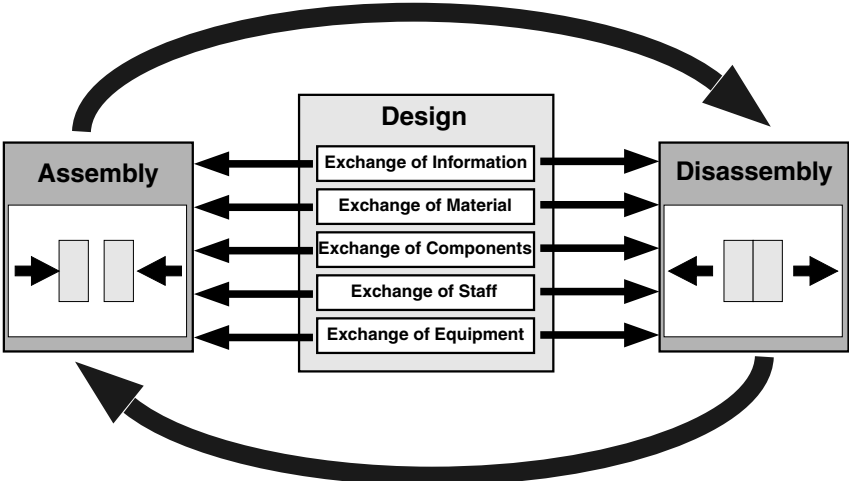 Design
Assembly
Disassembly
Exchange of Information
Exchange of Material
Exchange of Components
Exchange of Staff
Exchange of Equipment